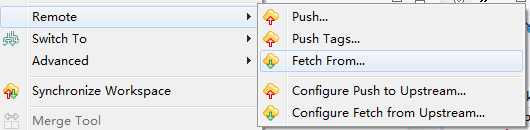 Remote
Switch To
Advanced
Synchronize Workspace
Merge Tool
Push...
Push Tags...
Fetch From...
Configure Push to Upstream...
Configure Fetch from Upstream...